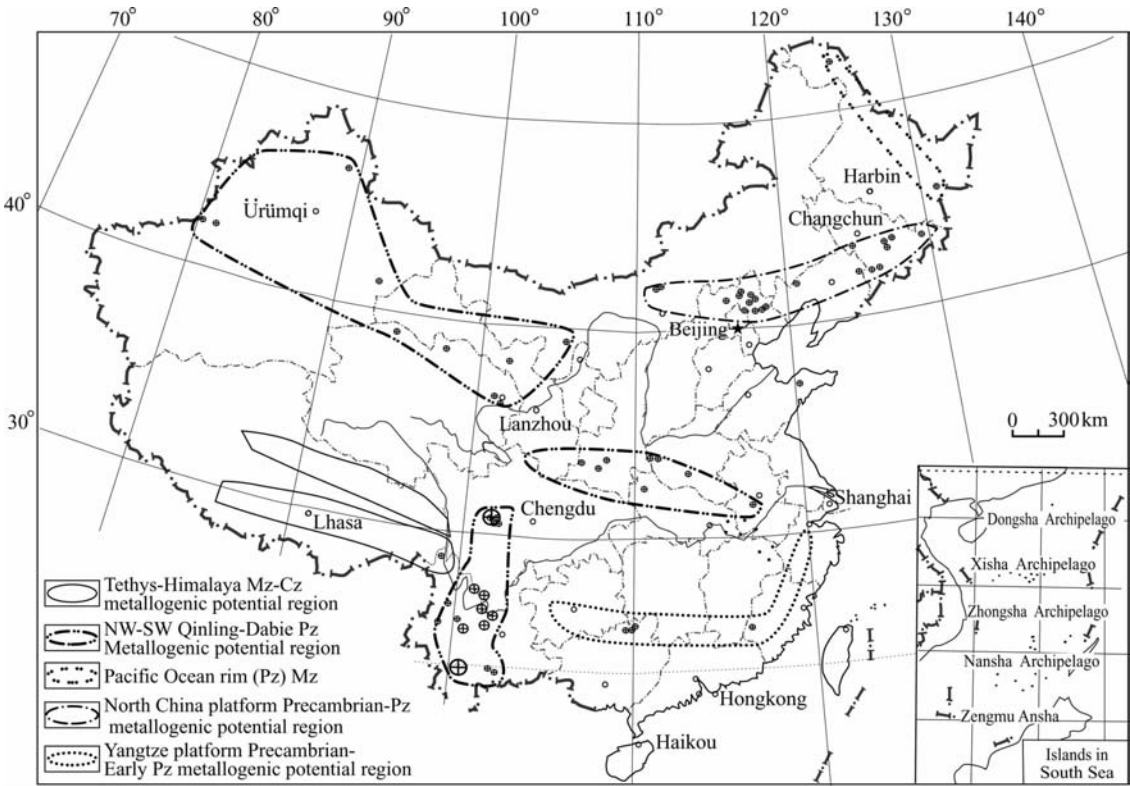 70° 80° 90° 100° 110° 120° 130° 140°
40°
30°
Harbin
Ürümqi
Changchun
Beijing
Lanzhou
0 300 km
Chengdu
Shanghai
Lhasa
Dongsha Archipelago
Xisha Archipelago
Zhongsha Archipelago
Nansha Archipelago
Zengmu Ansha
Islands in
South Sea
Hongkong
Haikou
Tethys-Himalaya Mz-Cz
metallogenic potential region
NW-SW Qinling-Dabie Pz
Metallogenic potential region
Pacific Ocean rim (Pz) Mz
North China platform Precambrian-Pz
metallogenic potential region
Yangtze platform Precambrian-
Early Pz metallogenic potential region